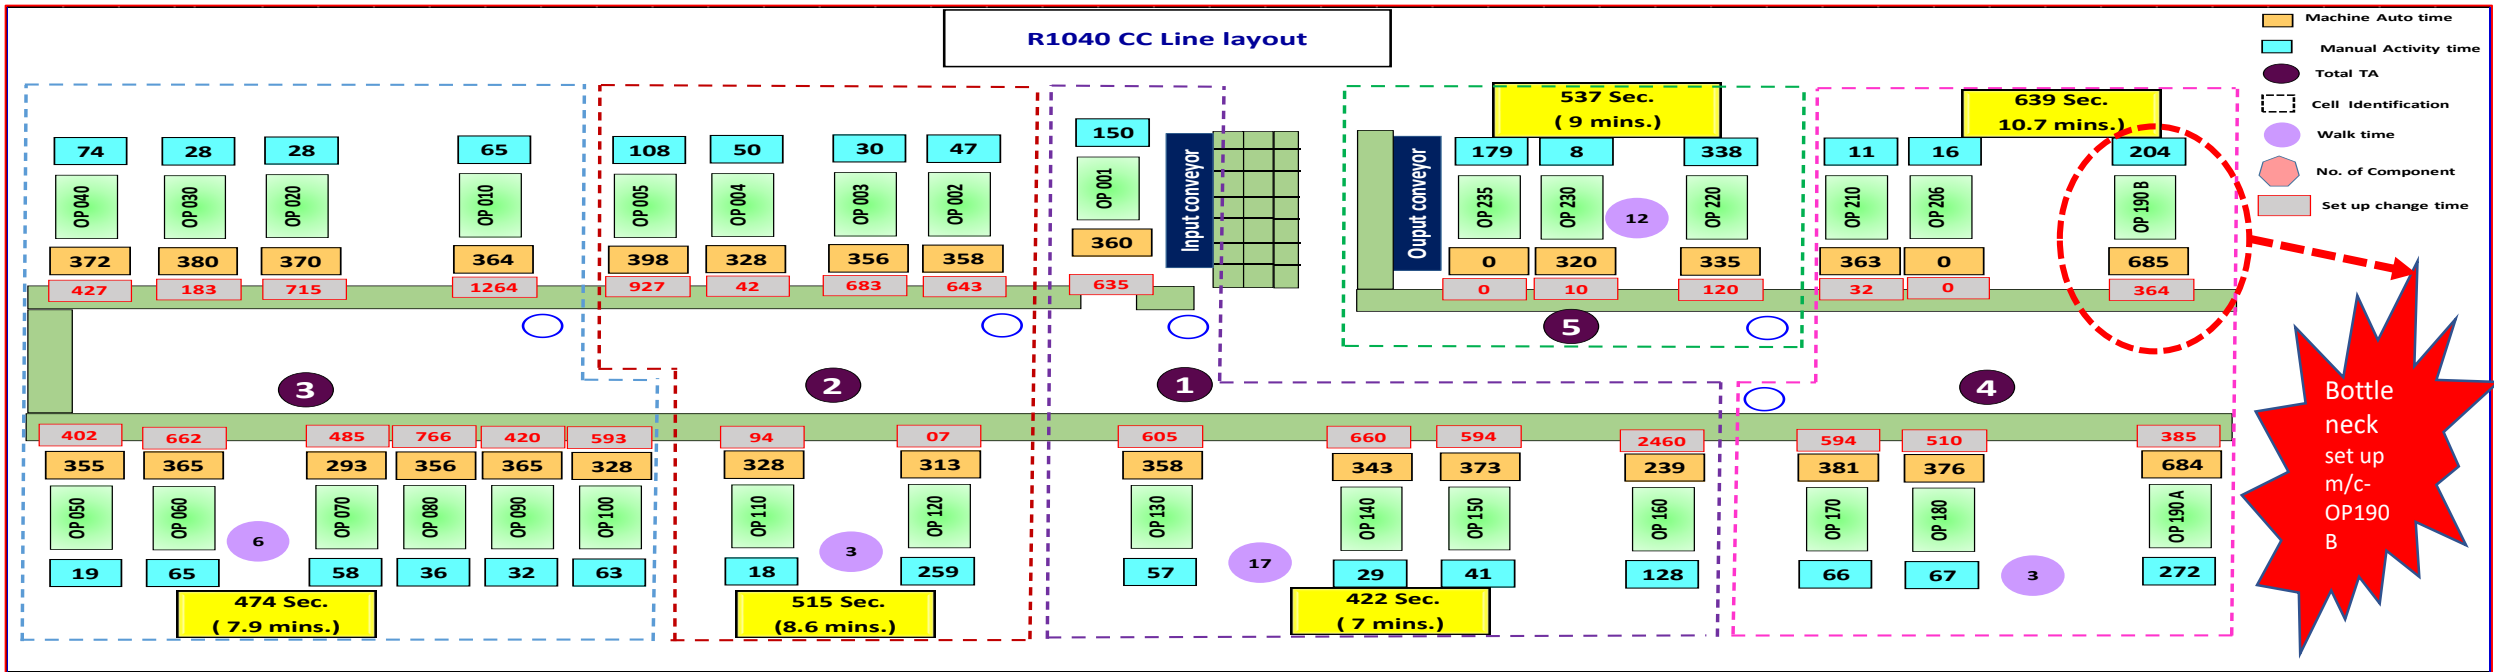 R1040 CC Line layout
Machine Auto time
Manual Activity time
Total TA
Cell Identification
Walk time
No. of Component
Set up change time
74
28
28
65
OP 040
OP 030
OP 020
OP 010
372
380
370
364
427
183
715
1264
108
50
30
47
OP 005
OP 004
OP 003
OP 002
398
328
356
358
927
42
683
643
150
OP 001
360
635
Input conveyor
Ouput conveyor
537 Sec.
( 9 mins.)
179
8
338
OP 235
OP 230
12
OP 220
0
320
335
0
10
120
5
639 Sec.
10.7 mins.)
11
16
204
OP 210
OP 206
OP 190 B
363
0
685
32
0
364
3
2
1
4
402
662
485
766
420
593
355
365
293
356
365
328
OP 050
OP 060
6
OP 070
OP 080
OP 090
OP 100
19
65
58
36
32
63
474 Sec.
( 7.9 mins.)
94
07
328
313
OP 110
3
OP 120
18
259
515 Sec.
(8.6 mins.)
605
660
594
2460
358
343
373
239
OP 130
17
OP 140
OP 150
OP 160
57
29
41
128
422 Sec.
( 7 mins.)
594
510
385
381
376
684
OP 170
OP 180
3
OP 190 A
66
67
272
Bottle
neck
set up
m/c-
OP190
B